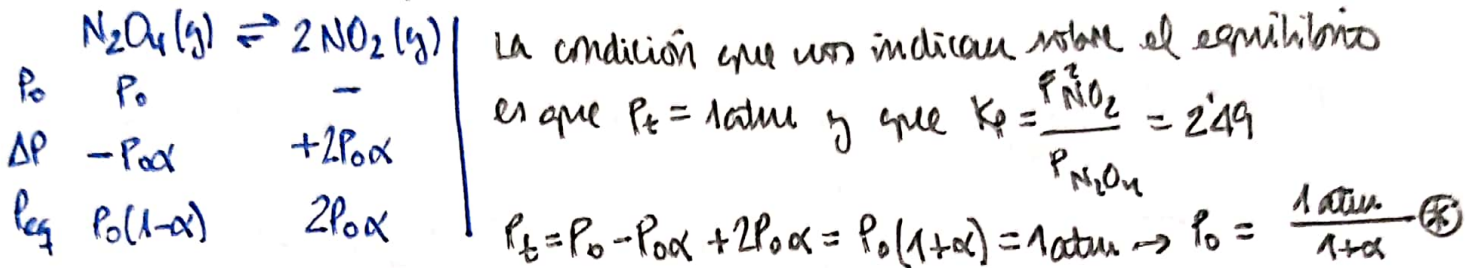 N₂O₄(g) ⇌ 2NO₂(g)
P₀ P₀ —
ΔP -P₀α +2P₀α
Peq P₀(1-α) 2P₀α
La condición que nos indican sobre el equilibrio
es que Pt = 1atm y que Kp = P²NO₂ / PN₂O₄ = 2'49
Pt = P₀ - P₀α + 2P₀α = P₀(1+α) = 1atm → P₀ = 1 atm / 1+α ⊛